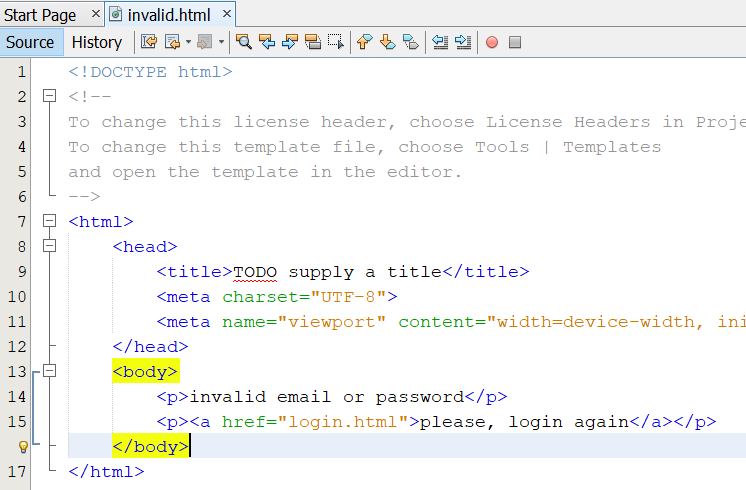 Start Page × invalid.html ×
Source History
1 <!DOCTYPE html>
2 <!--
3 To change this license header, choose License Headers in Proje
4 To change this template file, choose Tools | Templates
5 and open the template in the editor.
6 -->
7 <html>
8 <head>
9 <title>TODO supply a title</title>
10 <meta charset="UTF-8">
11 <meta name="viewport" content="width=device-width, ini
12 </head>
13 <body>
14 <p>invalid email or password</p>
15 <p><a href="login.html">please, login again</a></p>
</body>
17 </html>